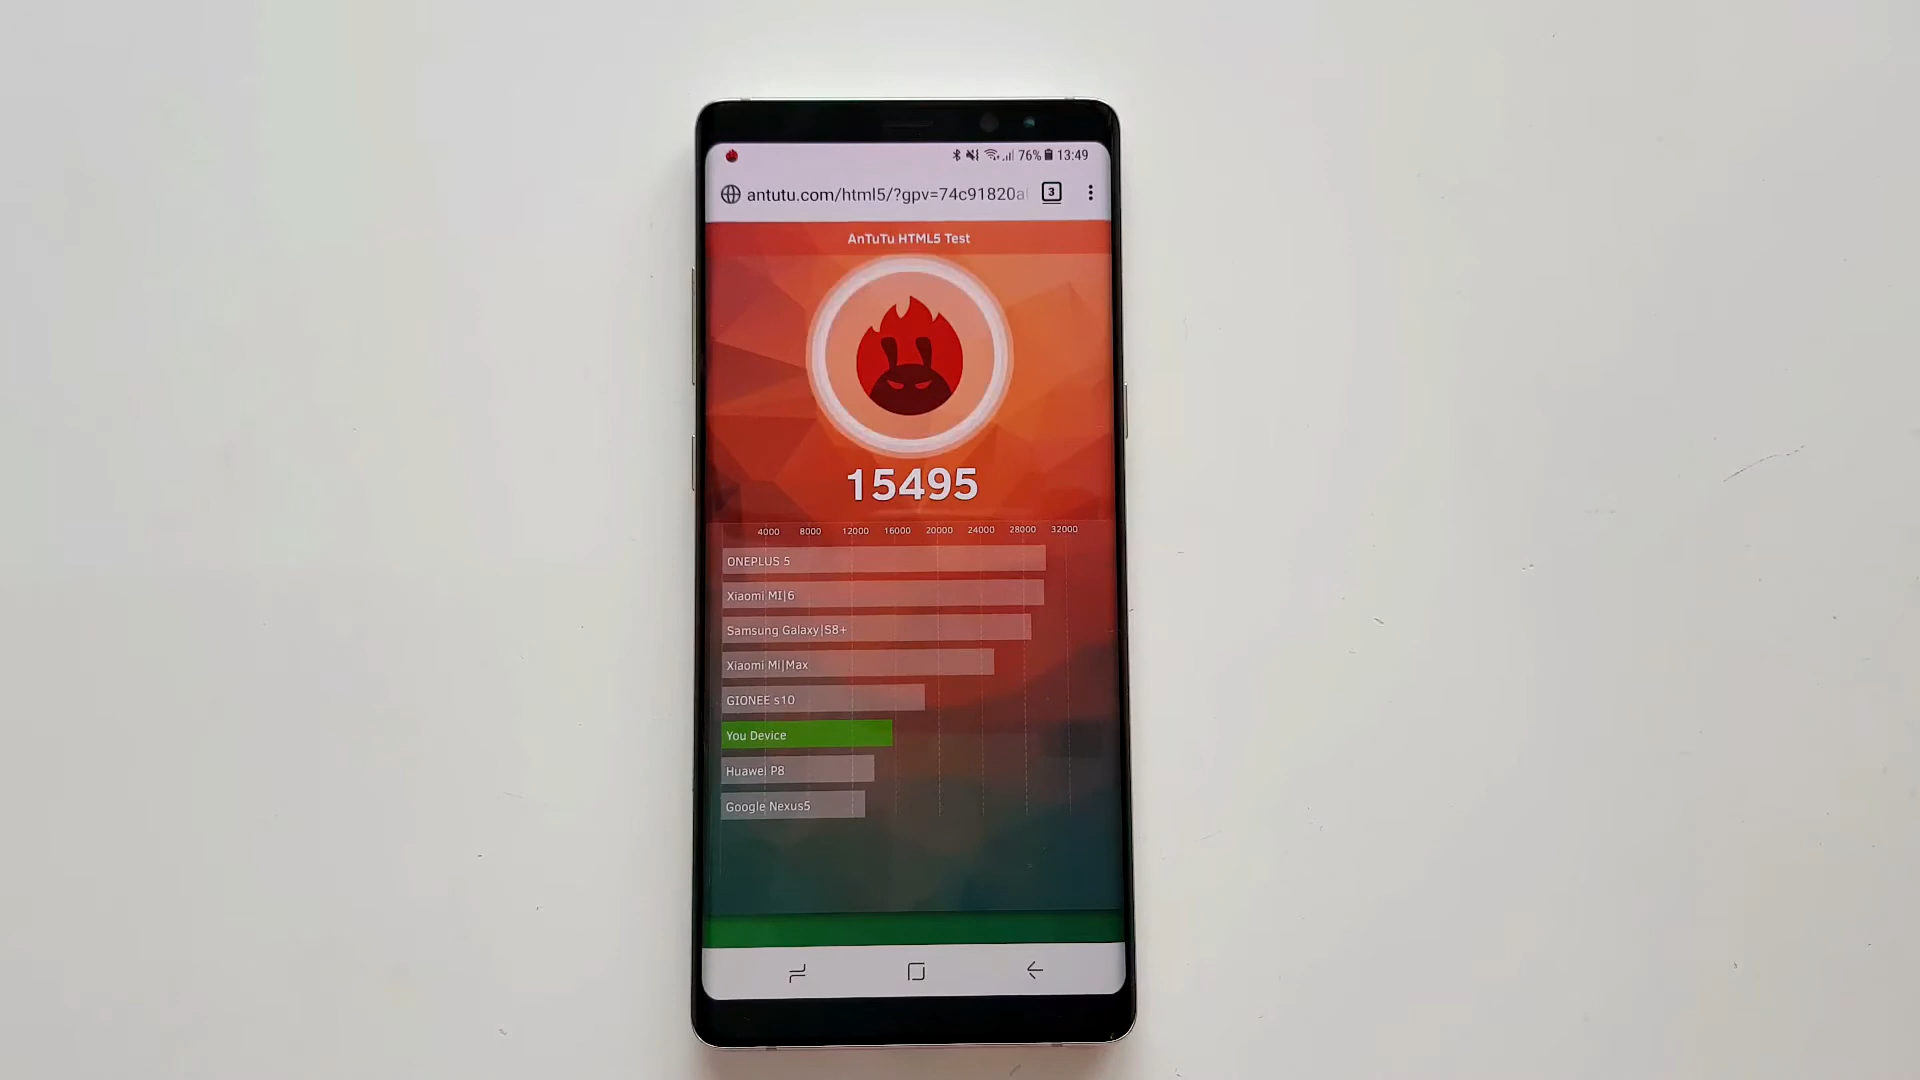 76% 13:49
antutu.com/html5/?gpv=74c91820a 3
AnTuTu HTML5 Test
15495
4000 8000 12000 16000 20000 24000 28000 32000
ONEPLUS 5
Xiaomi MI|6
Samsung Galaxy|S8+
Xiaomi Mi|Max
GIONEE s10
You Device
Huawei P8
Google Nexus5